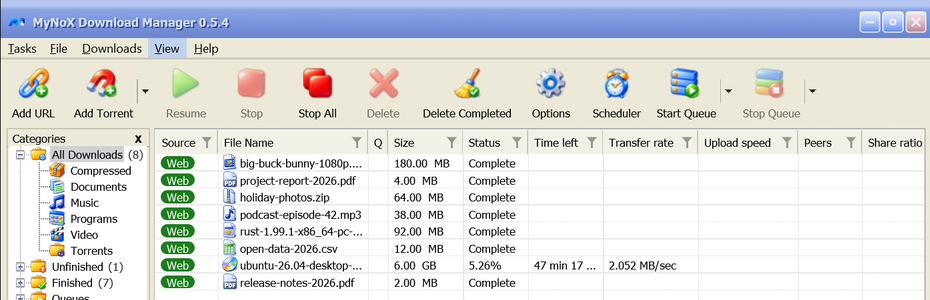 MyNoX Download Manager 0.5.4
Tasks File Downloads View Help
Add URL Add Torrent Resume Stop Stop All Delete Delete Completed Options Scheduler Start Queue Stop Queue
Categories X
Source File Name Q Size Status Time left Transfer rate Upload speed Peers Share ratio
All Downloads (8)
Compressed
Documents
Music
Programs
Video
Torrents
Unfinished (1)
Finished (7)
Queues
Web big-buck-bunny-1080p.... 180.00 MB Complete
Web project-report-2026.pdf 4.00 MB Complete
Web holiday-photos.zip 64.00 MB Complete
Web podcast-episode-42.mp3 38.00 MB Complete
Web rust-1.99.1-x86_64-pc-... 92.00 MB Complete
Web open-data-2026.csv 12.00 MB Complete
Web ubuntu-26.04-desktop-... 6.00 GB 5.26% 47 min 17 ... 2.052 MB/sec
Web release-notes-2026.pdf 2.00 MB Complete